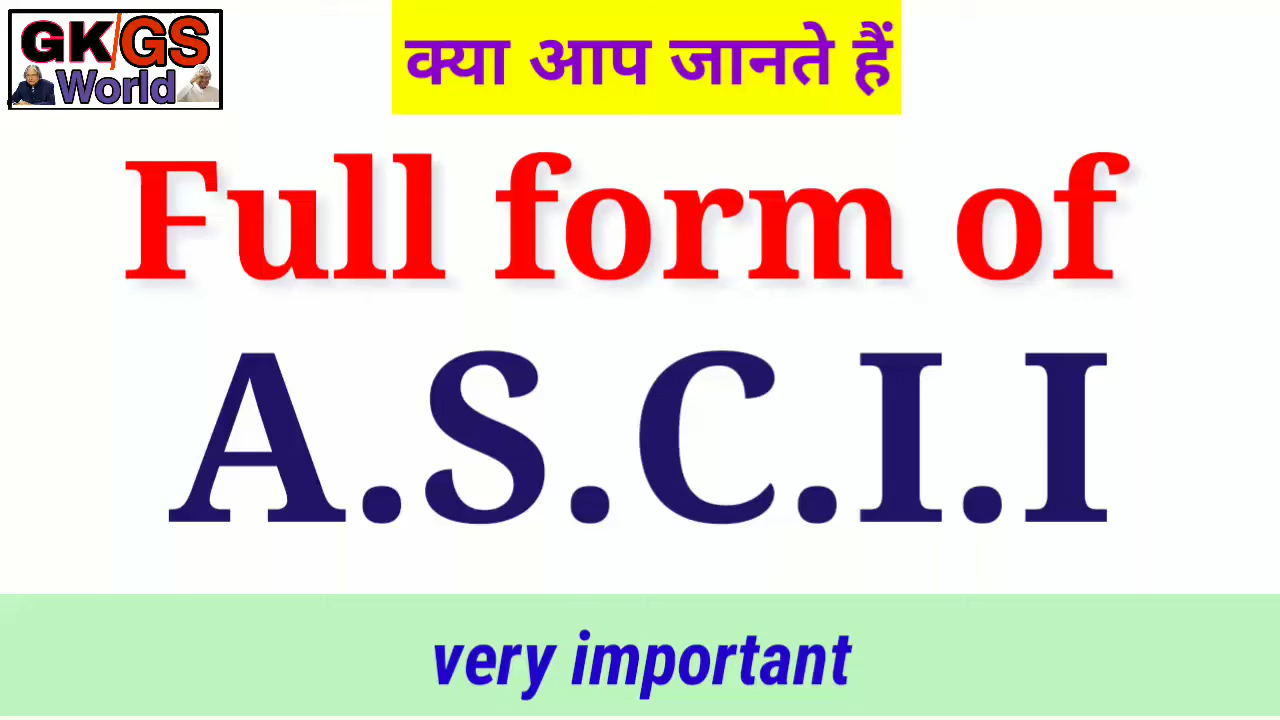 GK/GS
World
क्या आप जानते हैं
Full form of
A.S.C.I.I
very important